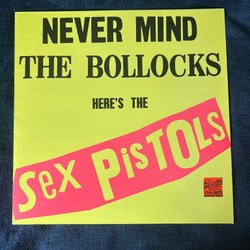 NEVER MIND
THE BOLLOCKS
HERE'S THE
Sex PisTOls